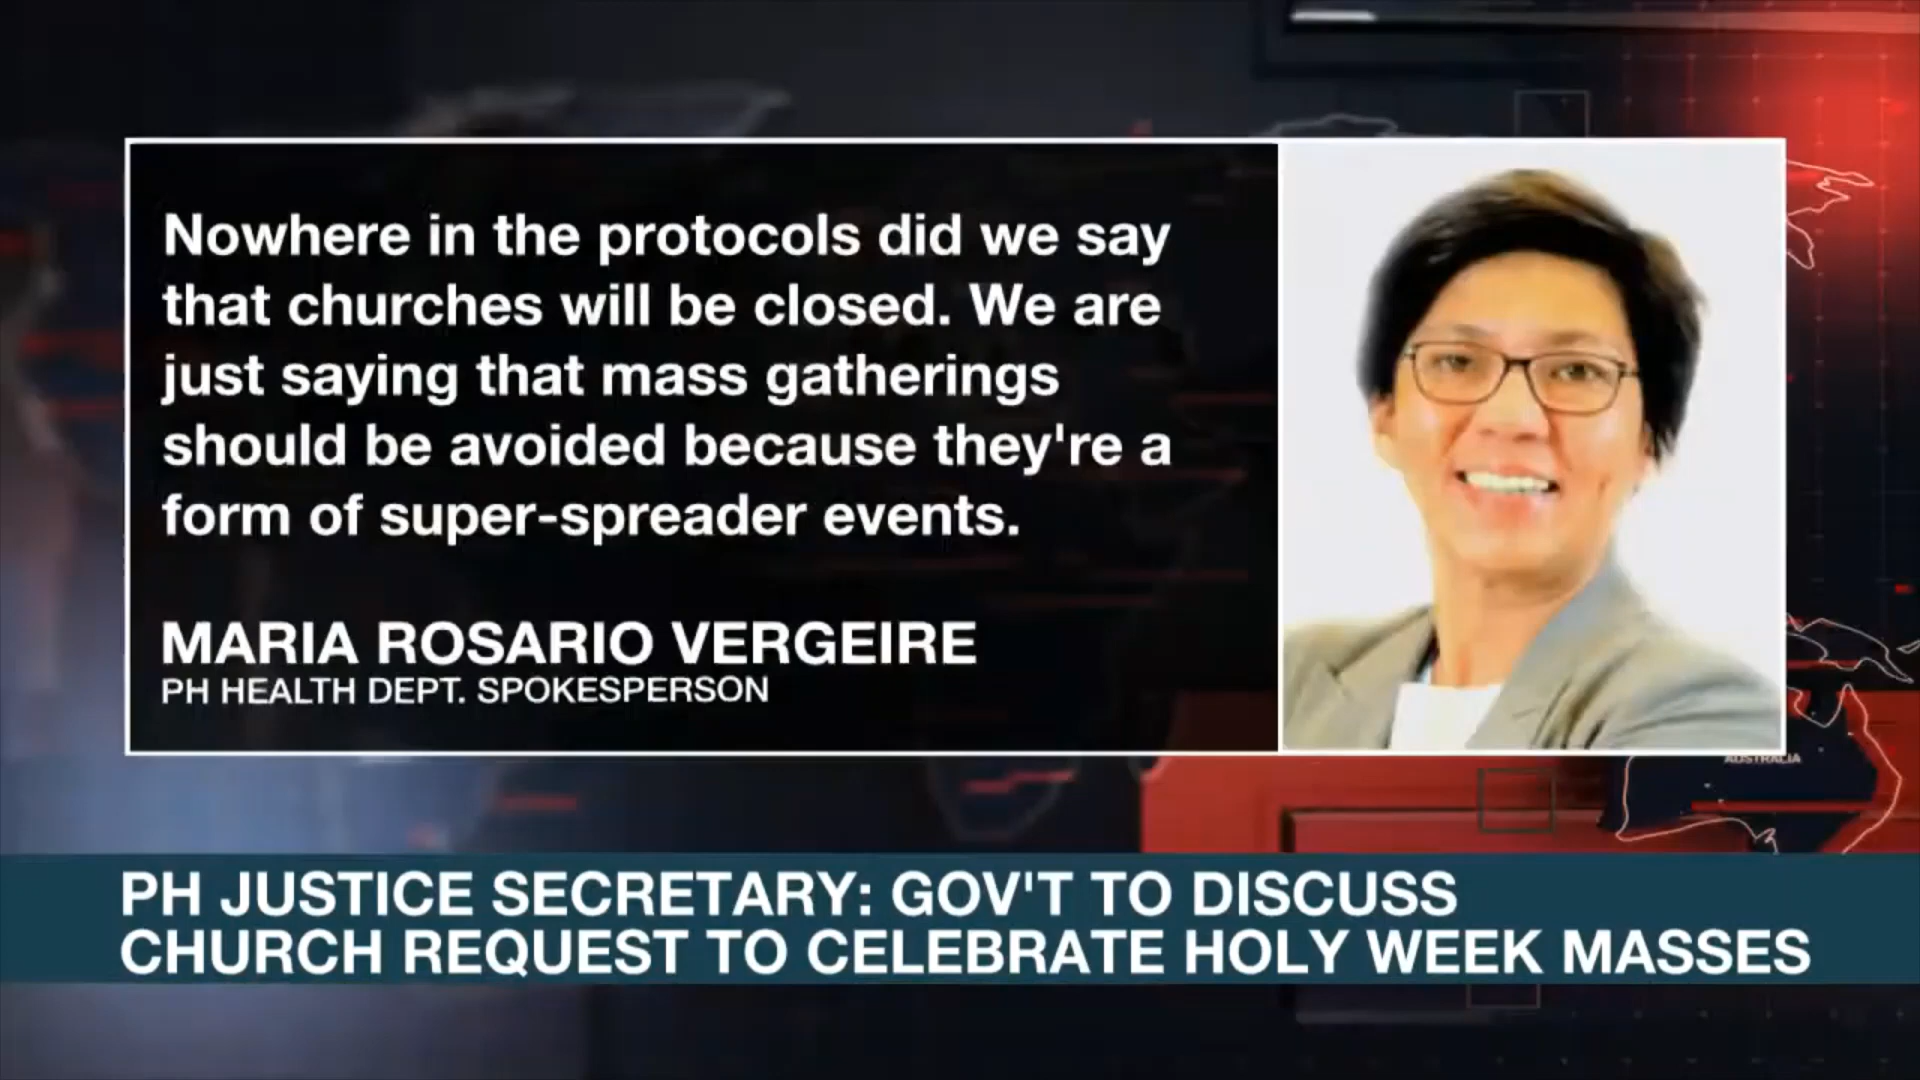 Nowhere in the protocols did we say
that churches will be closed. We are
just saying that mass gatherings
should be avoided because they're a
form of super-spreader events.
MARIA ROSARIO VERGEIRE
PH HEALTH DEPT. SPOKESPERSON
AUSTRALIA
PH JUSTICE SECRETARY: GOV'T TO DISCUSS
CHURCH REQUEST TO CELEBRATE HOLY WEEK MASSES